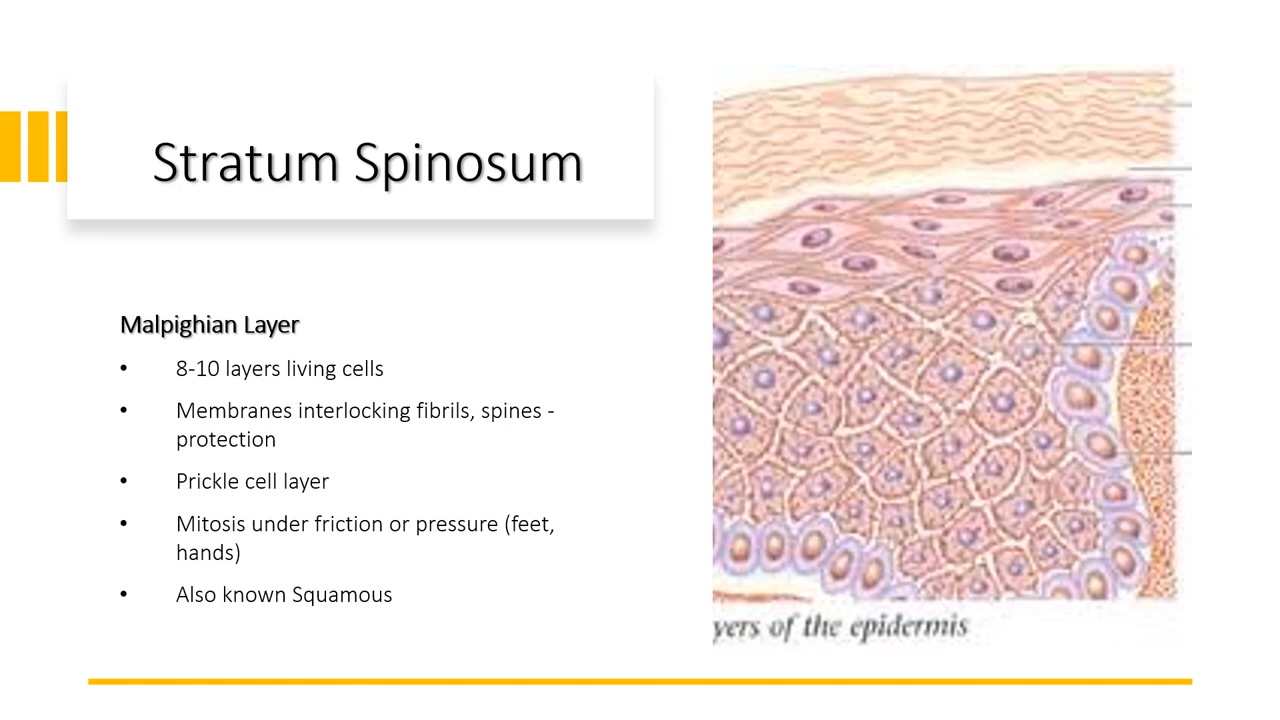 Stratum Spinosum
Malpighian Layer
• 8-10 layers living cells
• Membranes interlocking fibrils, spines -
protection
• Prickle cell layer
• Mitosis under friction or pressure (feet,
hands)
• Also known Squamous
yers of the epidermis